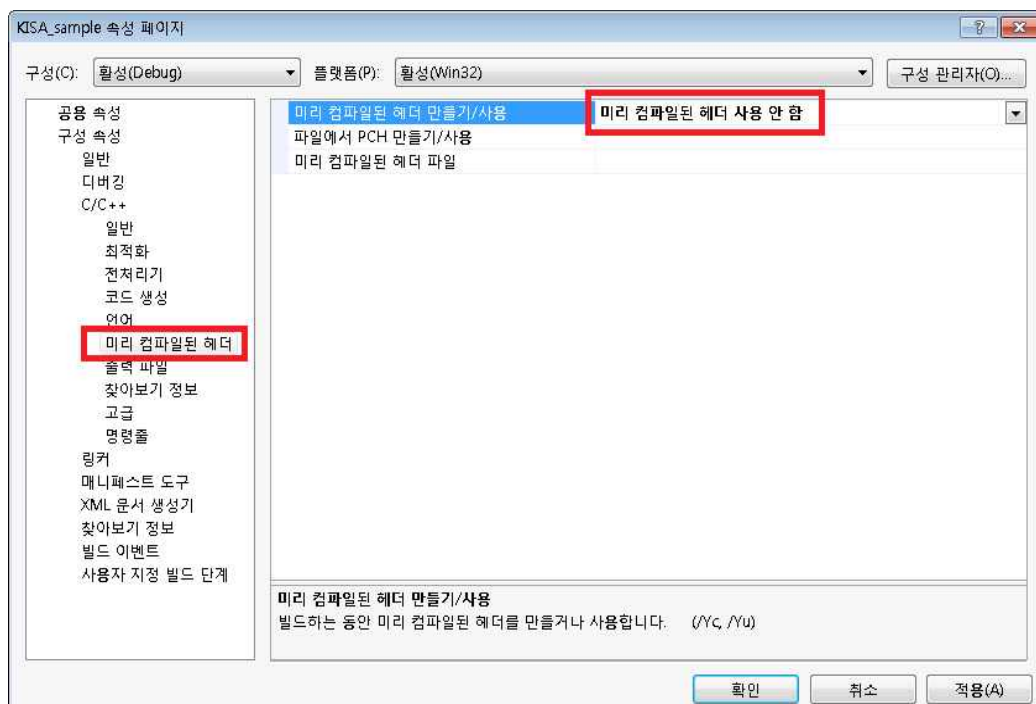 KISA_sample 속성 페이지
구성(C): 활성(Debug) 플랫폼(P): 활성(Win32) 구성 관리자(O)...
공용 속성
구성 속성
일반
디버깅
C/C++
일반
최적화
전처리기
코드 생성
언어
미리 컴파일된 헤더
출력 파일
찾아보기 정보
고급
명령줄
링커
매니페스트 도구
XML 문서 생성기
찾아보기 정보
빌드 이벤트
사용자 지정 빌드 단계
미리 컴파일된 헤더 만들기/사용 미리 컴파일된 헤더 사용 안 함
파일에서 PCH 만들기/사용
미리 컴파일된 헤더 파일
미리 컴파일된 헤더 만들기/사용
빌드하는 동안 미리 컴파일된 헤더를 만들거나 사용합니다. (/Yc, /Yu)
확인 취소 적용(A)